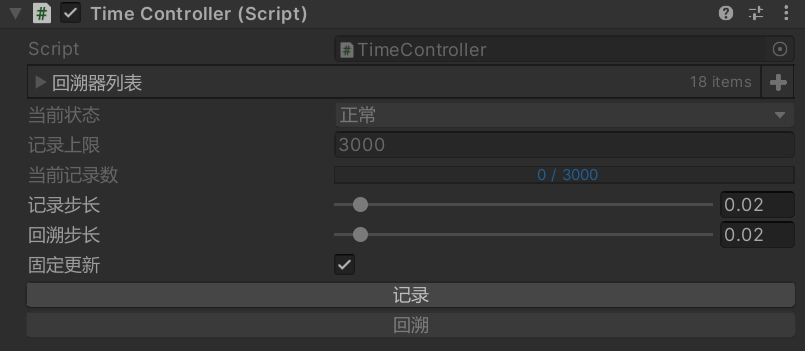 Time Controller (Script)
Script TimeController
回溯器列表 18 items
当前状态 正常
记录上限 3000
当前记录数 0 / 3000
记录步长 0.02
回溯步长 0.02
固定更新
记录
回溯